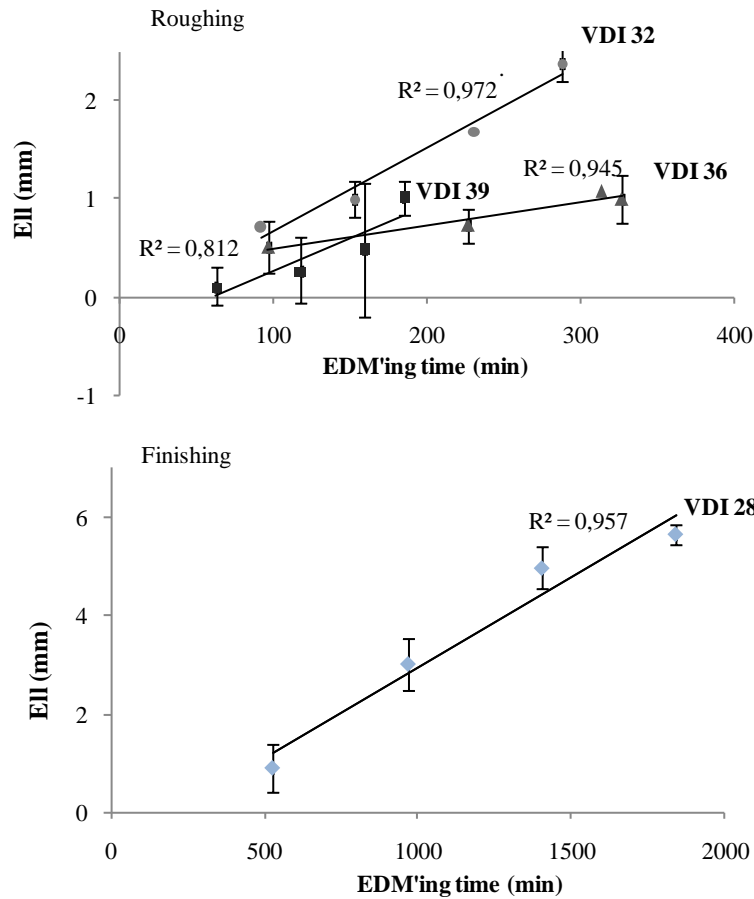 Roughing
VDI 32
2
R² = 0,972
R² = 0,945
VDI 36
VDI 39
1
Ell (mm)
R² = 0,812
0
0
100
200
300
400
EDM'ing time (min)
-1
Finishing
6
VDI 28
R² = 0,957
4
Ell (mm)
2
0
0
500
1000
1500
2000
EDM'ing time (min)